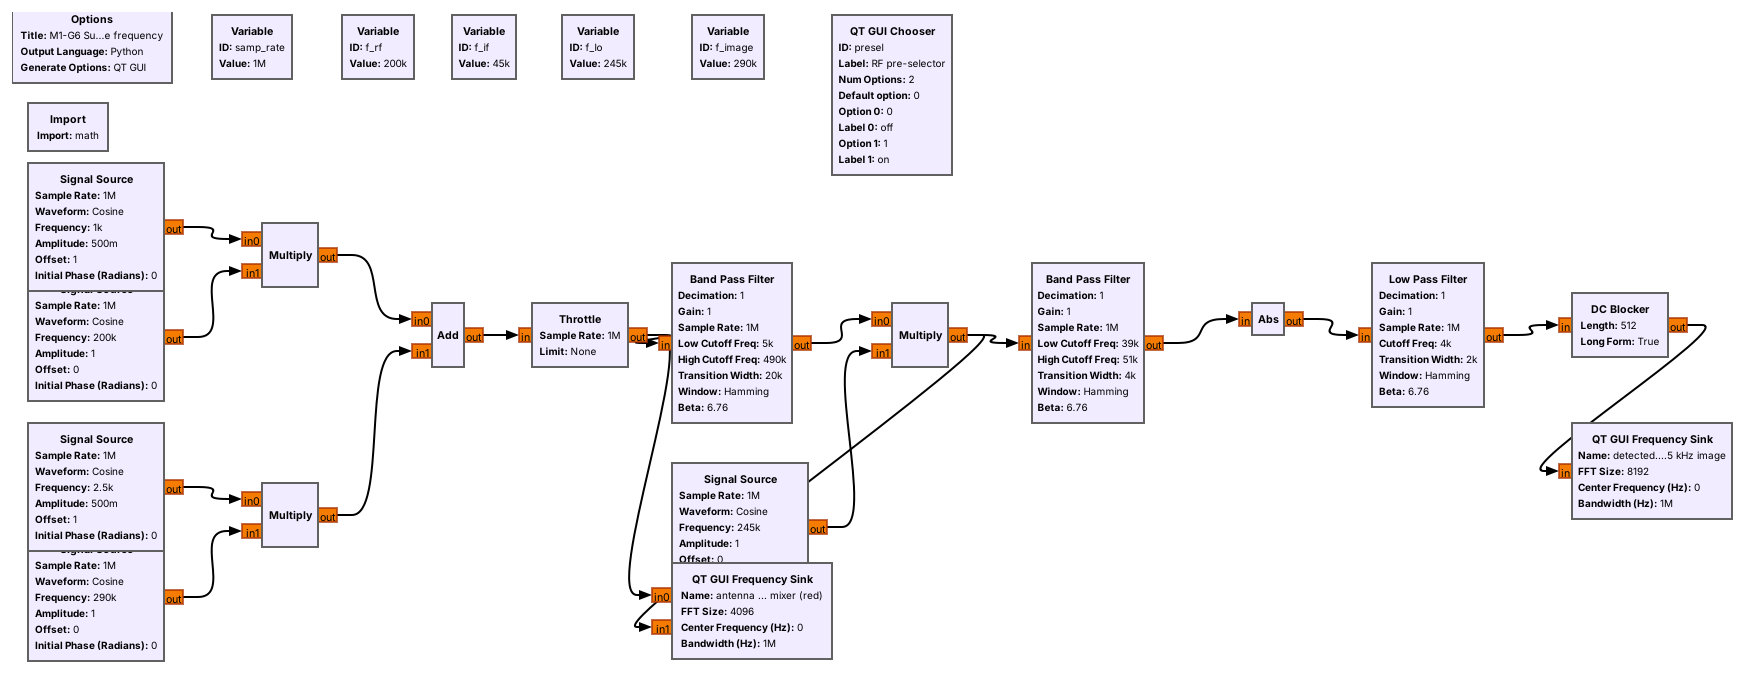 Options
Title: M1-G6 Su...e frequency
Output Language: Python
Generate Options: QT GUI
Variable
ID: samp_rate
Value: 1M
Variable
ID: f_rf
Value: 200k
Variable
ID: f_if
Value: 45k
Variable
ID: f_lo
Value: 245k
Variable
ID: f_image
Value: 290k
QT GUI Chooser
ID: presel
Label: RF pre-selector
Num Options: 2
Default option: 0
Option 0: 0
Label 0: off
Option 1: 1
Label 1: on
Import
Import: math
Signal Source
Sample Rate: 1M
Waveform: Cosine
Frequency: 1k
Amplitude: 500m
Offset: 1
Initial Phase (Radians): 0
out
Signal Source
Sample Rate: 1M
Waveform: Cosine
Frequency: 200k
Amplitude: 1
Offset: 0
Initial Phase (Radians): 0
out
in0
in1
Multiply
out
Signal Source
Sample Rate: 1M
Waveform: Cosine
Frequency: 2.5k
Amplitude: 500m
Offset: 1
Initial Phase (Radians): 0
out
Signal Source
Sample Rate: 1M
Waveform: Cosine
Frequency: 290k
Amplitude: 1
Offset: 0
Initial Phase (Radians): 0
out
in0
in1
Multiply
out
in0
in1
Add
out
in
Throttle
Sample Rate: 1M
Limit: None
out
in
Band Pass Filter
Decimation: 1
Gain: 1
Sample Rate: 1M
Low Cutoff Freq: 5k
High Cutoff Freq: 490k
Transition Width: 20k
Window: Hamming
Beta: 6.76
out
Signal Source
Sample Rate: 1M
Waveform: Cosine
Frequency: 245k
Amplitude: 1
Offset: 0
out
in0
in1
QT GUI Frequency Sink
Name: antenna ... mixer (red)
FFT Size: 4096
Center Frequency (Hz): 0
Bandwidth (Hz): 1M
in0
in1
Multiply
out
in
Band Pass Filter
Decimation: 1
Gain: 1
Sample Rate: 1M
Low Cutoff Freq: 39k
High Cutoff Freq: 51k
Transition Width: 4k
Window: Hamming
Beta: 6.76
out
in
Abs
out
in
Low Pass Filter
Decimation: 1
Gain: 1
Sample Rate: 1M
Cutoff Freq: 4k
Transition Width: 2k
Window: Hamming
Beta: 6.76
out
in
DC Blocker
Length: 512
Long Form: True
out
in
QT GUI Frequency Sink
Name: detected....5 kHz image
FFT Size: 8192
Center Frequency (Hz): 0
Bandwidth (Hz): 1M